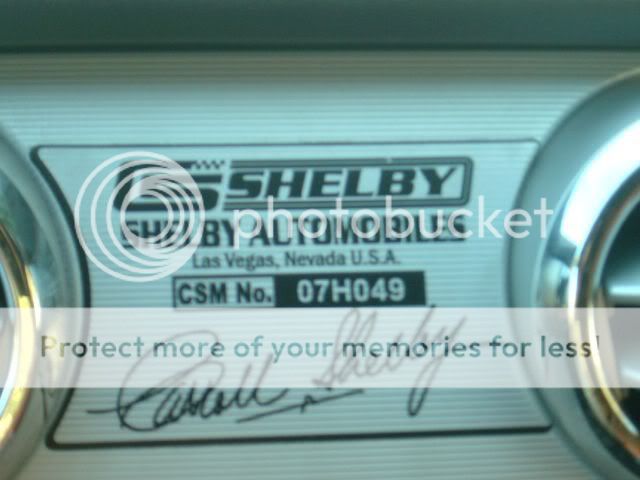 CS SHELBY
SHELBY AUTOMOBILES
photobucket
Las Vegas, Nevada U.S.A.
CSM No. 07H049
Protect more of your memories for less!
Carroll Shelby